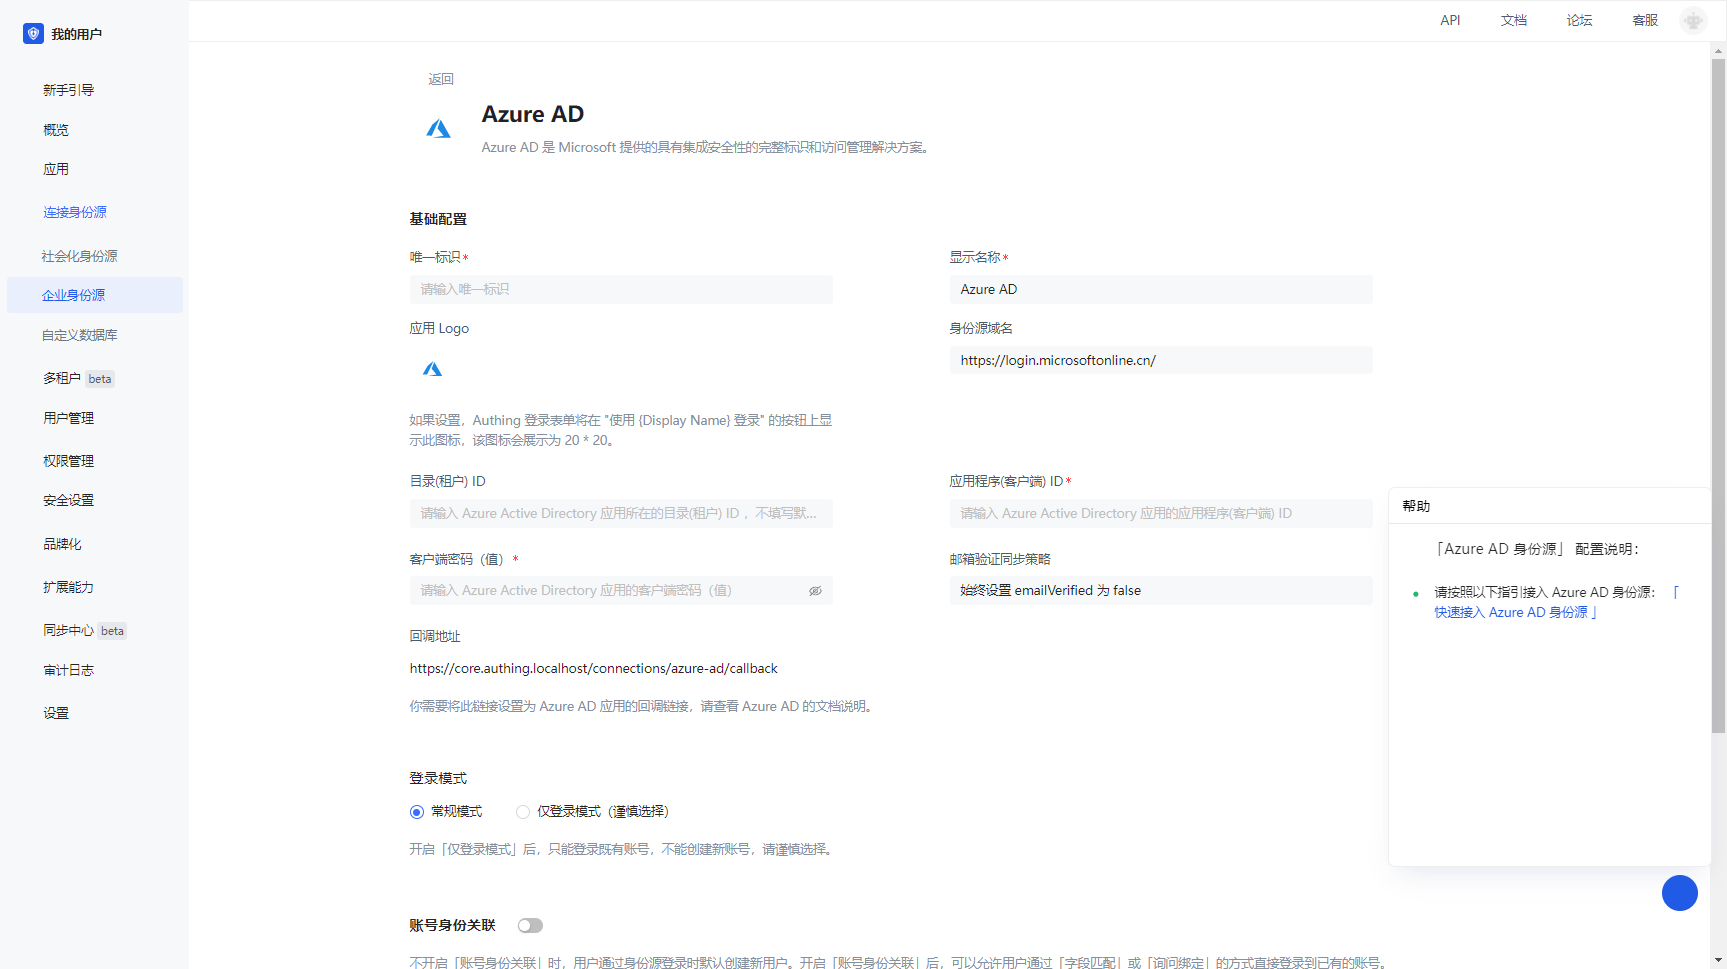 我的用户
API
文档
论坛
客服
新手引导
概览
应用
连接身份源
社会化身份源
企业身份源
自定义数据库
多租户 beta
用户管理
权限管理
安全设置
品牌化
扩展能力
同步中心 beta
审计日志
设置
返回
Azure AD
Azure AD 是 Microsoft 提供的具有集成安全性的完整标识和访问管理解决方案。
基础配置
唯一标识*
请输入唯一标识
显示名称*
Azure AD
应用 Logo
身份源域名
https://login.microsoftonline.cn/
如果设置，Authing 登录表单将在 "使用 {Display Name} 登录" 的按钮上显
示此图标，该图标会展示为 20 * 20。
目录(租户) ID
请输入 Azure Active Directory 应用所在的目录(租户) ID ，不填写默...
应用程序(客户端) ID*
请输入 Azure Active Directory 应用的应用程序(客户端) ID
客户端密码（值）*
请输入 Azure Active Directory 应用的客户端密码（值）
邮箱验证同步策略
始终设置 emailVerified 为 false
回调地址
https://core.authing.localhost/connections/azure-ad/callback
你需要将此链接设置为 Azure AD 应用的回调链接，请查看 Azure AD 的文档说明。
登录模式
常规模式
仅登录模式（谨慎选择）
开启「仅登录模式」后，只能登录既有账号，不能创建新账号，请谨慎选择。
账号身份关联
不开启「账号身份关联」时，用户通过身份源登录时默认创建新用户。开启「账号身份关联」后，可以允许用户通过「字段匹配」或「询问绑定」的方式直接登录到已有的账号。
帮助
「Azure AD 身份源」 配置说明：
请按照以下指引接入 Azure AD 身份源： 「
快速接入 Azure AD 身份源 」